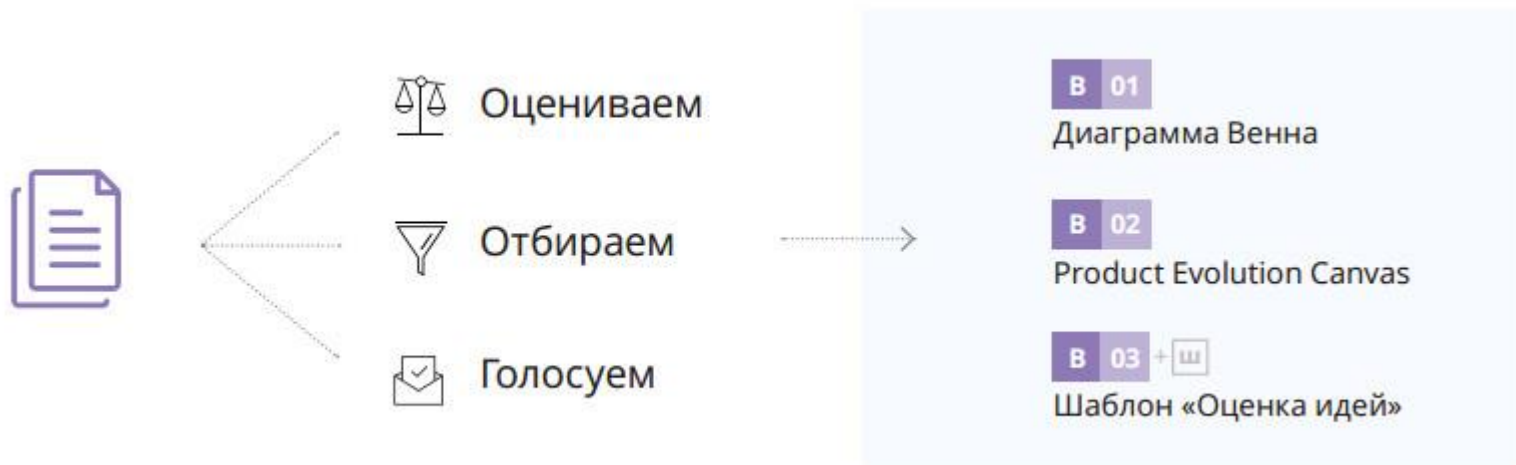 Оцениваем
Отбираем
Голосуем
В 01
Диаграмма Венна
В 02
Product Evolution Canvas
В 03 + Ш
Шаблон «Оценка идей»